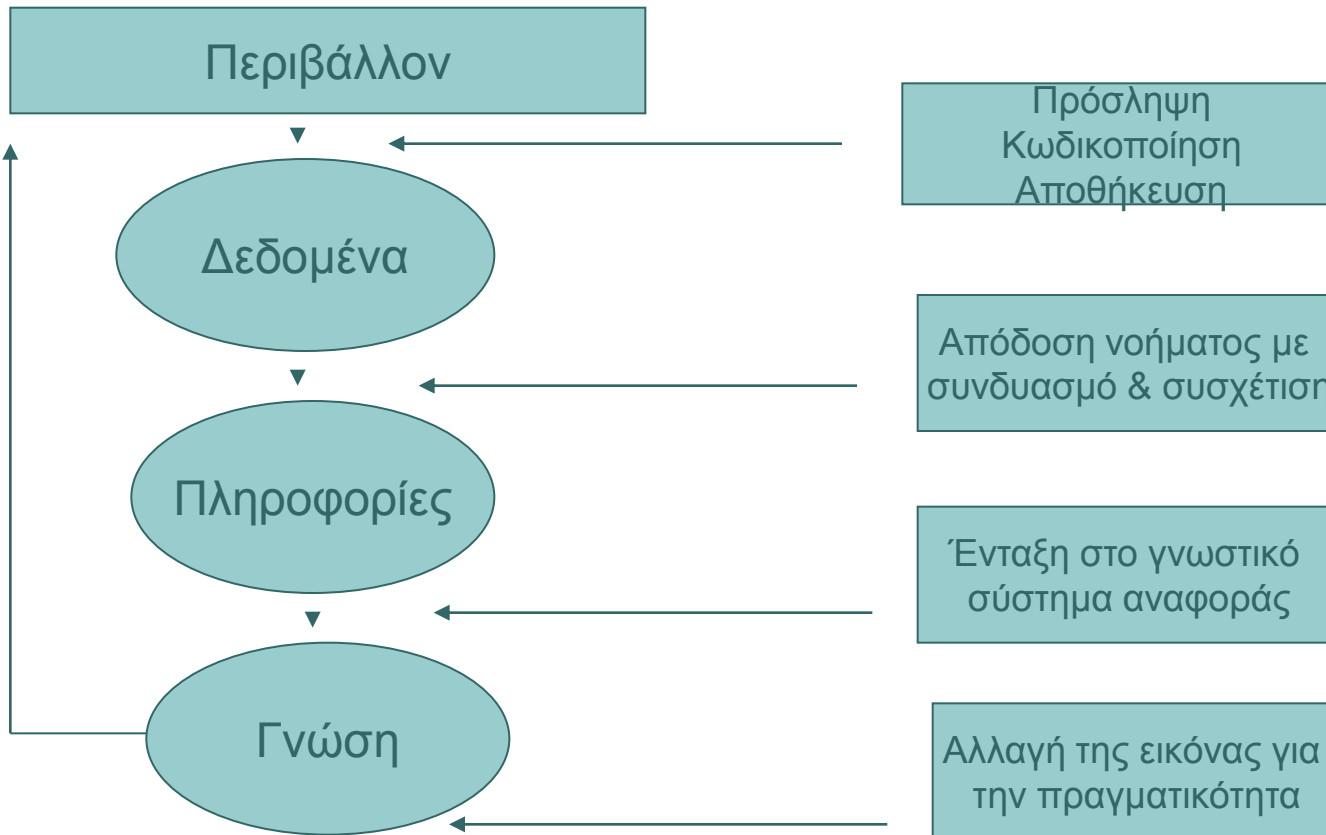 Περιβάλλον
Πρόσληψη
Κωδικοποίηση
Αποθήκευση
Δεδομένα
Απόδοση νοήματος με
συνδυασμό & συσχέτιση
Πληροφορίες
Ένταξη στο γνωστικό
σύστημα αναφοράς
Γνώση
Αλλαγή της εικόνας για
την πραγματικότητα